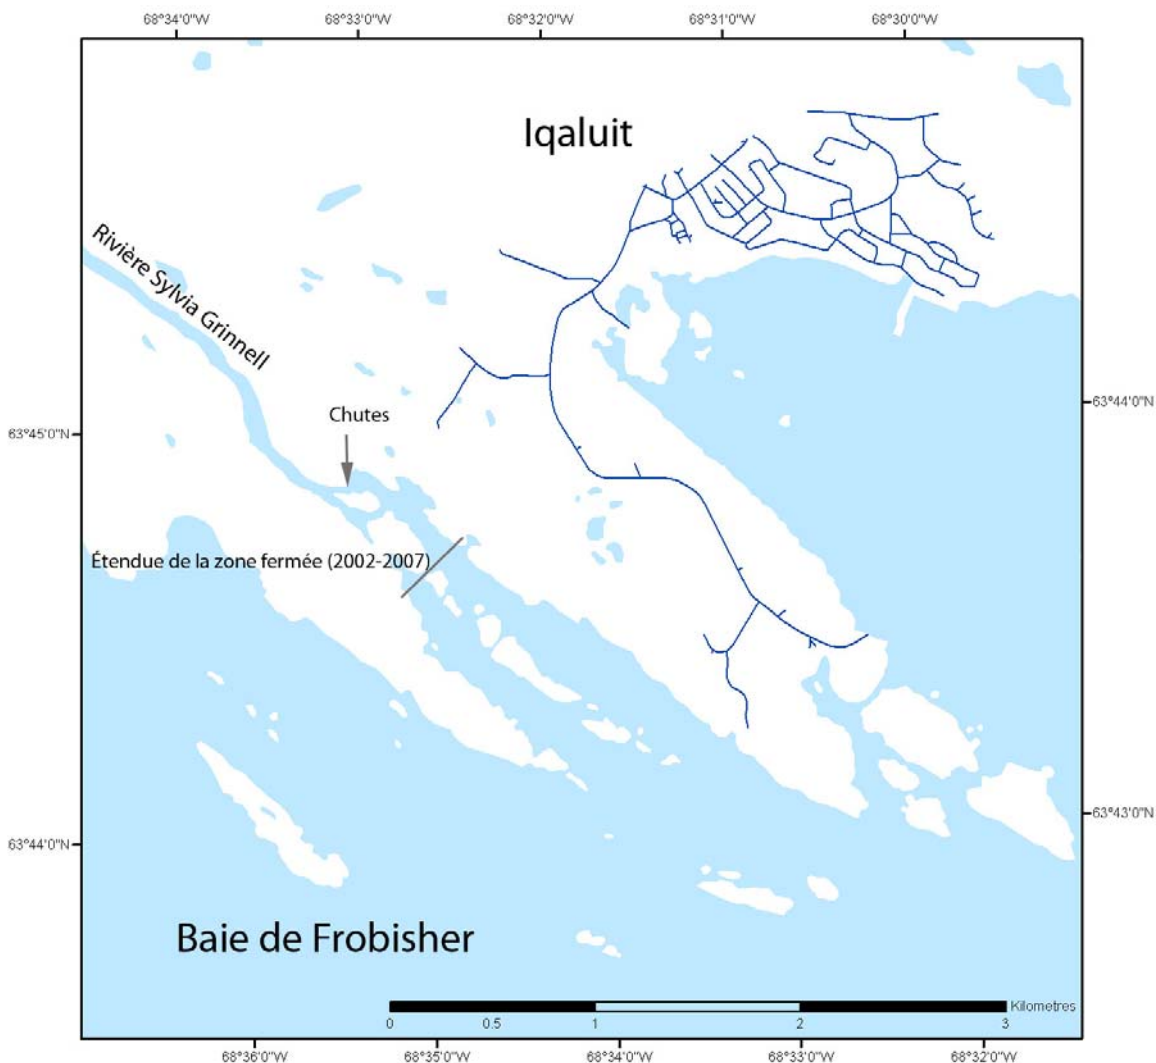 68°34'0"W 68°33'0"W 68°32'0"W 68°31'0"W 68°30'0"W
Iqaluit
Rivière Sylvia Grinnell
63°44'0"N
Chutes
63°45'0"N
Étendue de la zone fermée (2002-2007)
63°43'0"N
63°44'0"N
Baie de Frobisher
Kilometres
0 0.5 1 2 3
68°36'0"W 68°35'0"W 68°34'0"W 68°33'0"W 68°32'0"W